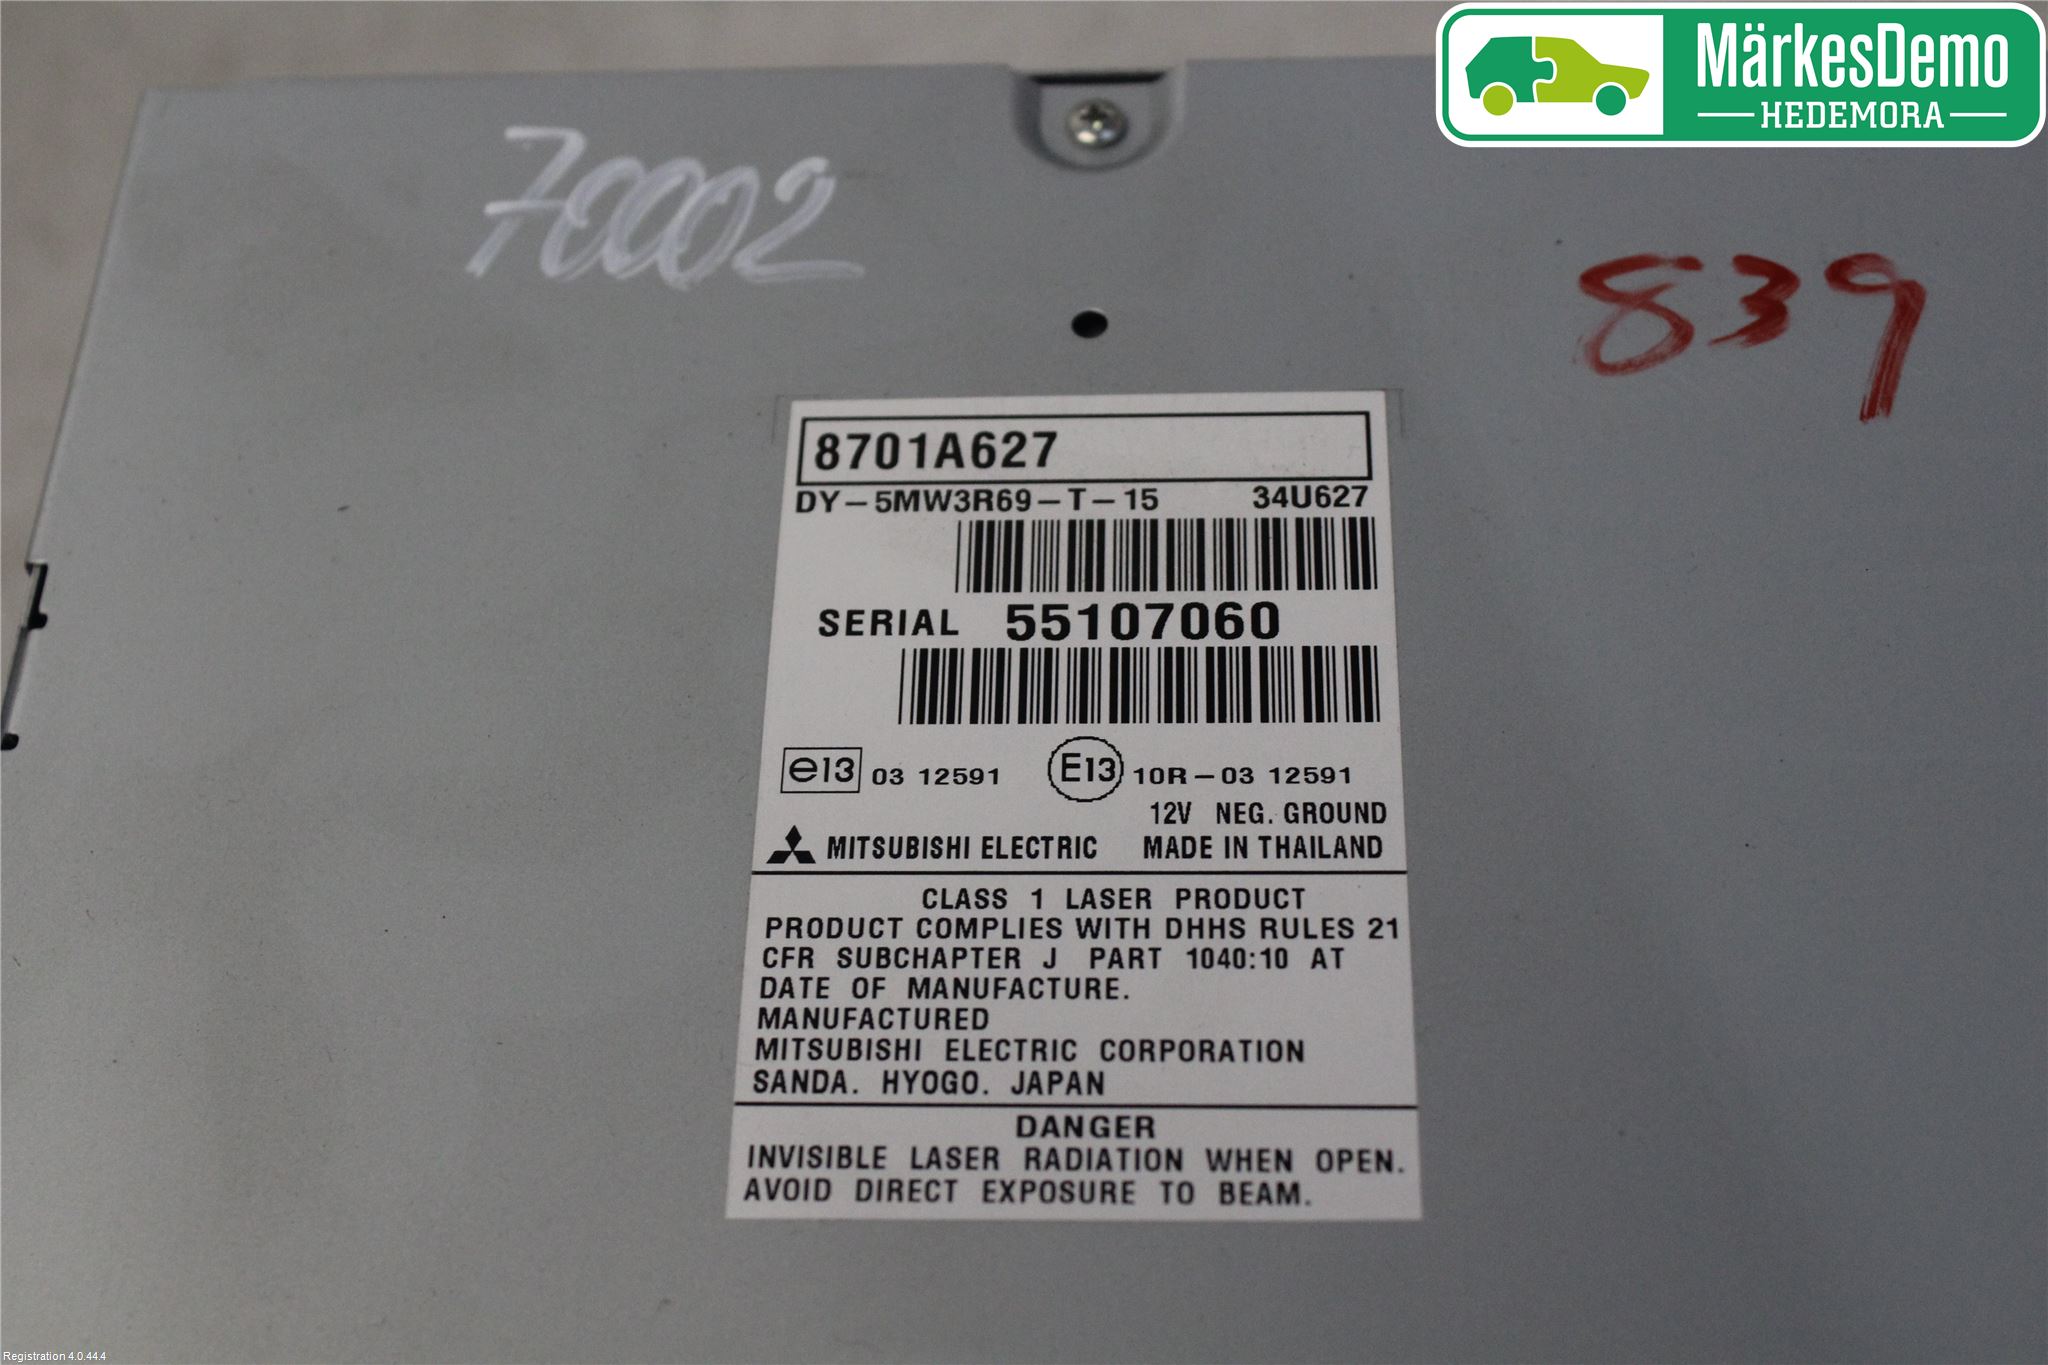 MärkesDemo
HEDEMORA
70002
839
8701A627
DY-5MW3R69-T-15 34U627
SERIAL 55107060
e13 03 12591 E13 10R-03 12591
12V NEG. GROUND
MITSUBISHI ELECTRIC MADE IN THAILAND
CLASS 1 LASER PRODUCT
PRODUCT COMPLIES WITH DHHS RULES 21
CFR SUBCHAPTER J PART 1040:10 AT
DATE OF MANUFACTURE.
MANUFACTURED
MITSUBISHI ELECTRIC CORPORATION
SANDA. HYOGO. JAPAN
DANGER
INVISIBLE LASER RADIATION WHEN OPEN.
AVOID DIRECT EXPOSURE TO BEAM.
Registration 4.0.44.4